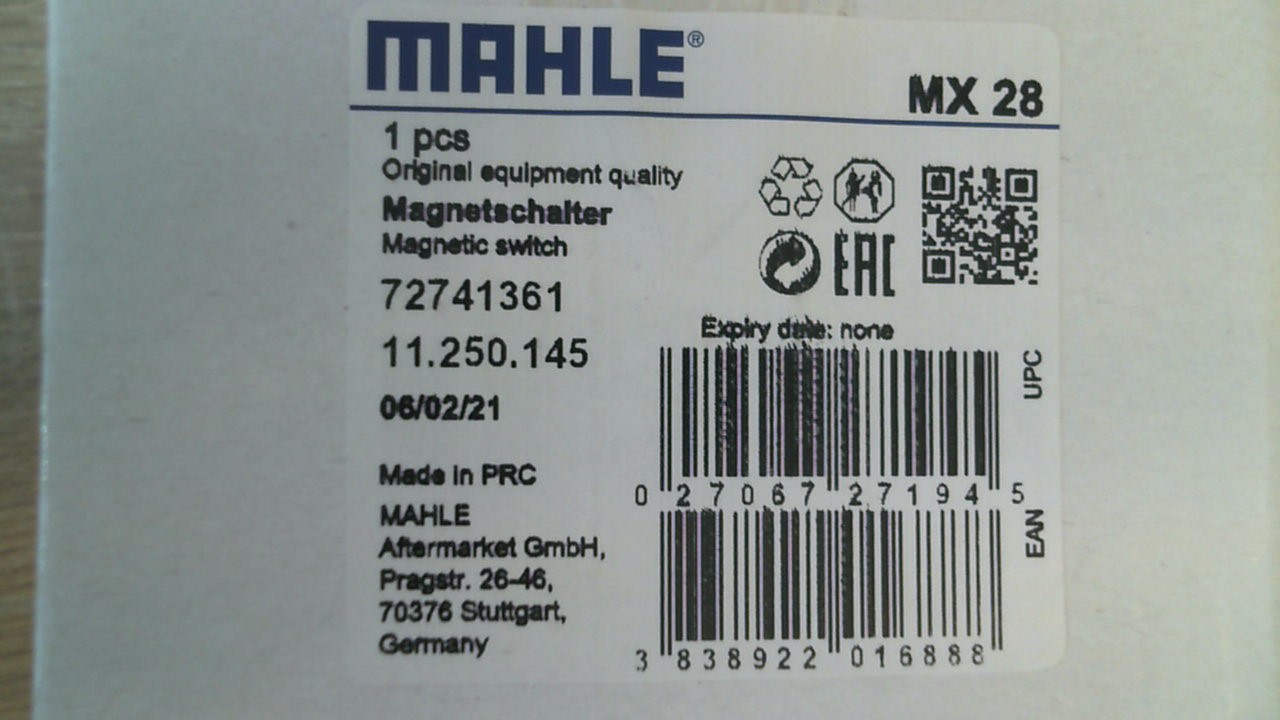 MAHLE®
MX 28
1 pcs
Original equipment quality
Magnetschalter
Magnetic switch
72741361
11.250.145
06/02/21
Made in PRC
MAHLE
Aftermarket GmbH,
Pragstr. 26-46,
70376 Stuttgart,
Germany
EAC
Expiry date: none
UPC
0 27067 27194 5
EAN
3 838922 016888